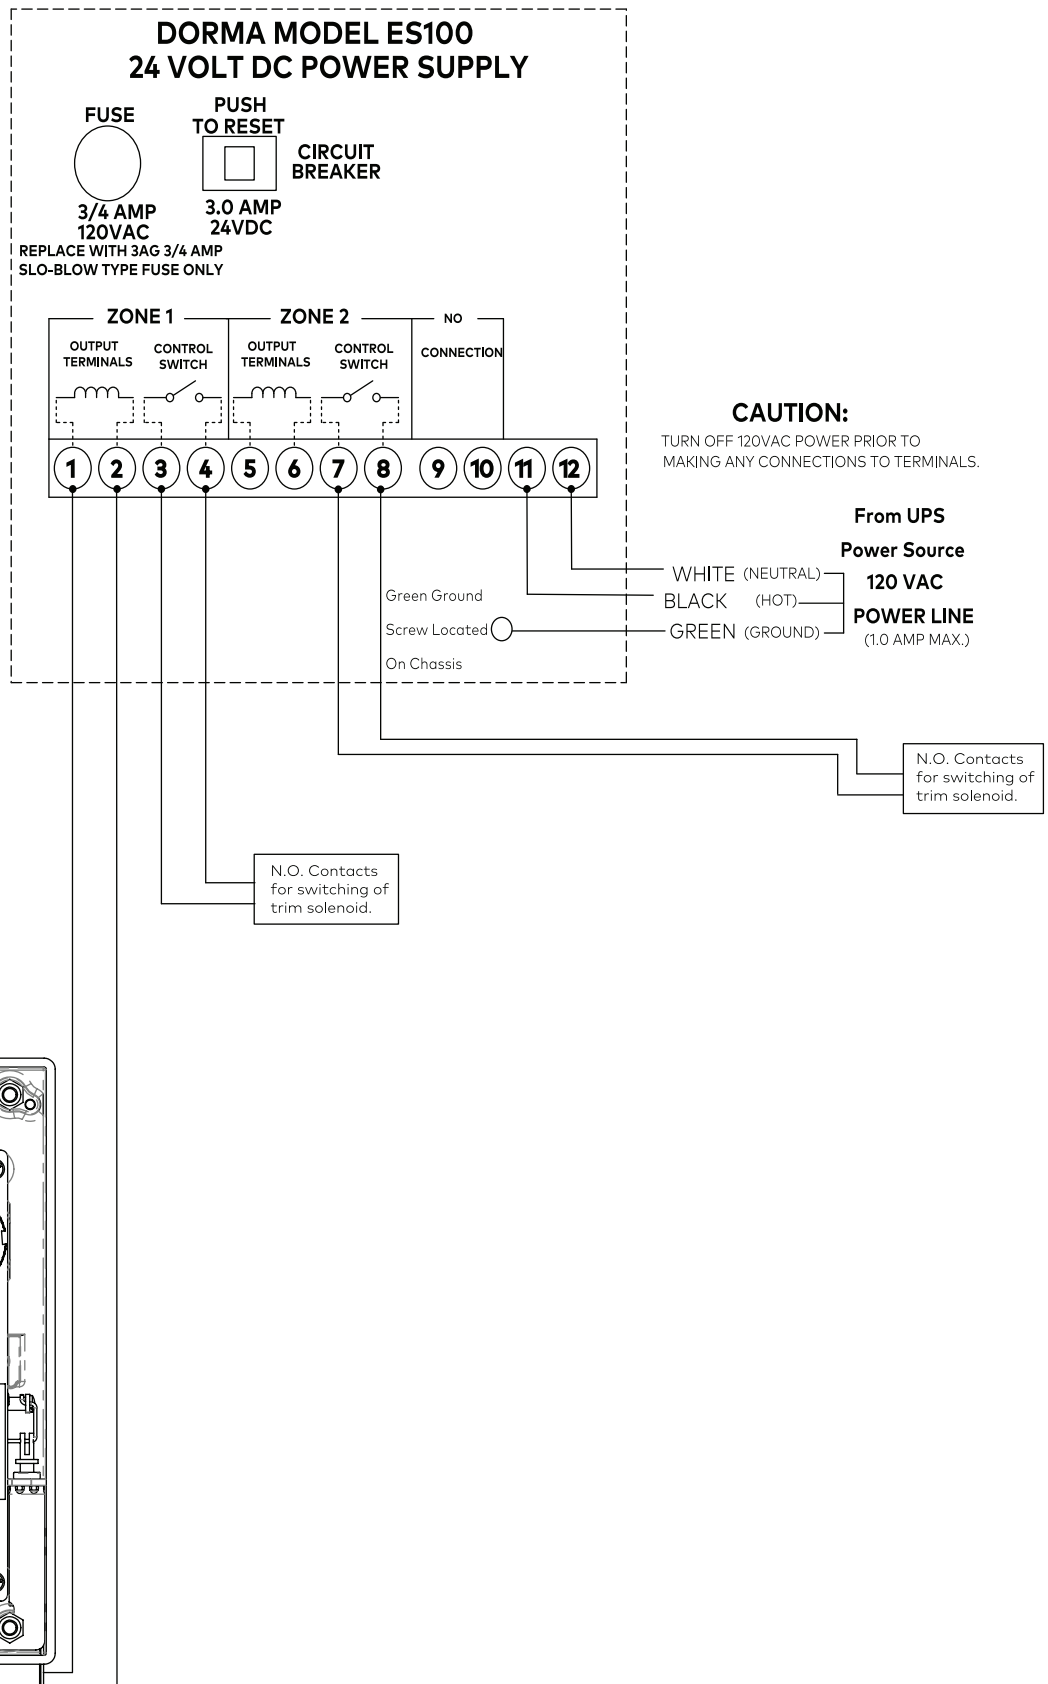 DORMA MODEL ES100
24 VOLT DC POWER SUPPLY
FUSE
3/4 AMP
120VAC
REPLACE WITH 3AG 3/4 AMP
SLO-BLOW TYPE FUSE ONLY
PUSH
TO RESET
CIRCUIT
BREAKER
3.0 AMP
24VDC
ZONE 1
OUTPUT
TERMINALS
CONTROL
SWITCH
ZONE 2
OUTPUT
TERMINALS
CONTROL
SWITCH
NO
CONNECTION
1 2 3 4 5 6 7 8 9 10 11 12
CAUTION:
TURN OFF 120VAC POWER PRIOR TO
MAKING ANY CONNECTIONS TO TERMINALS.
From UPS
Power Source
120 VAC
POWER LINE
(1.0 AMP MAX.)
WHITE (NEUTRAL)
BLACK (HOT)
GREEN (GROUND)
Green Ground
Screw Located
On Chassis
N.O. Contacts
for switching of
trim solenoid.
N.O. Contacts
for switching of
trim solenoid.